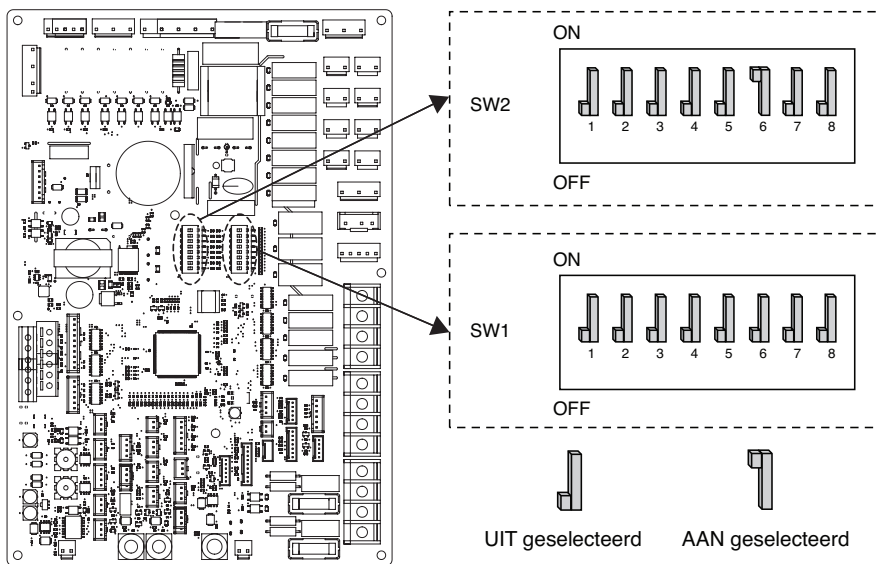 ON
SW2
1 2 3 4 5 6 7 8
OFF
ON
SW1
1 2 3 4 5 6 7 8
OFF
UIT geselecteerd
AAN geselecteerd